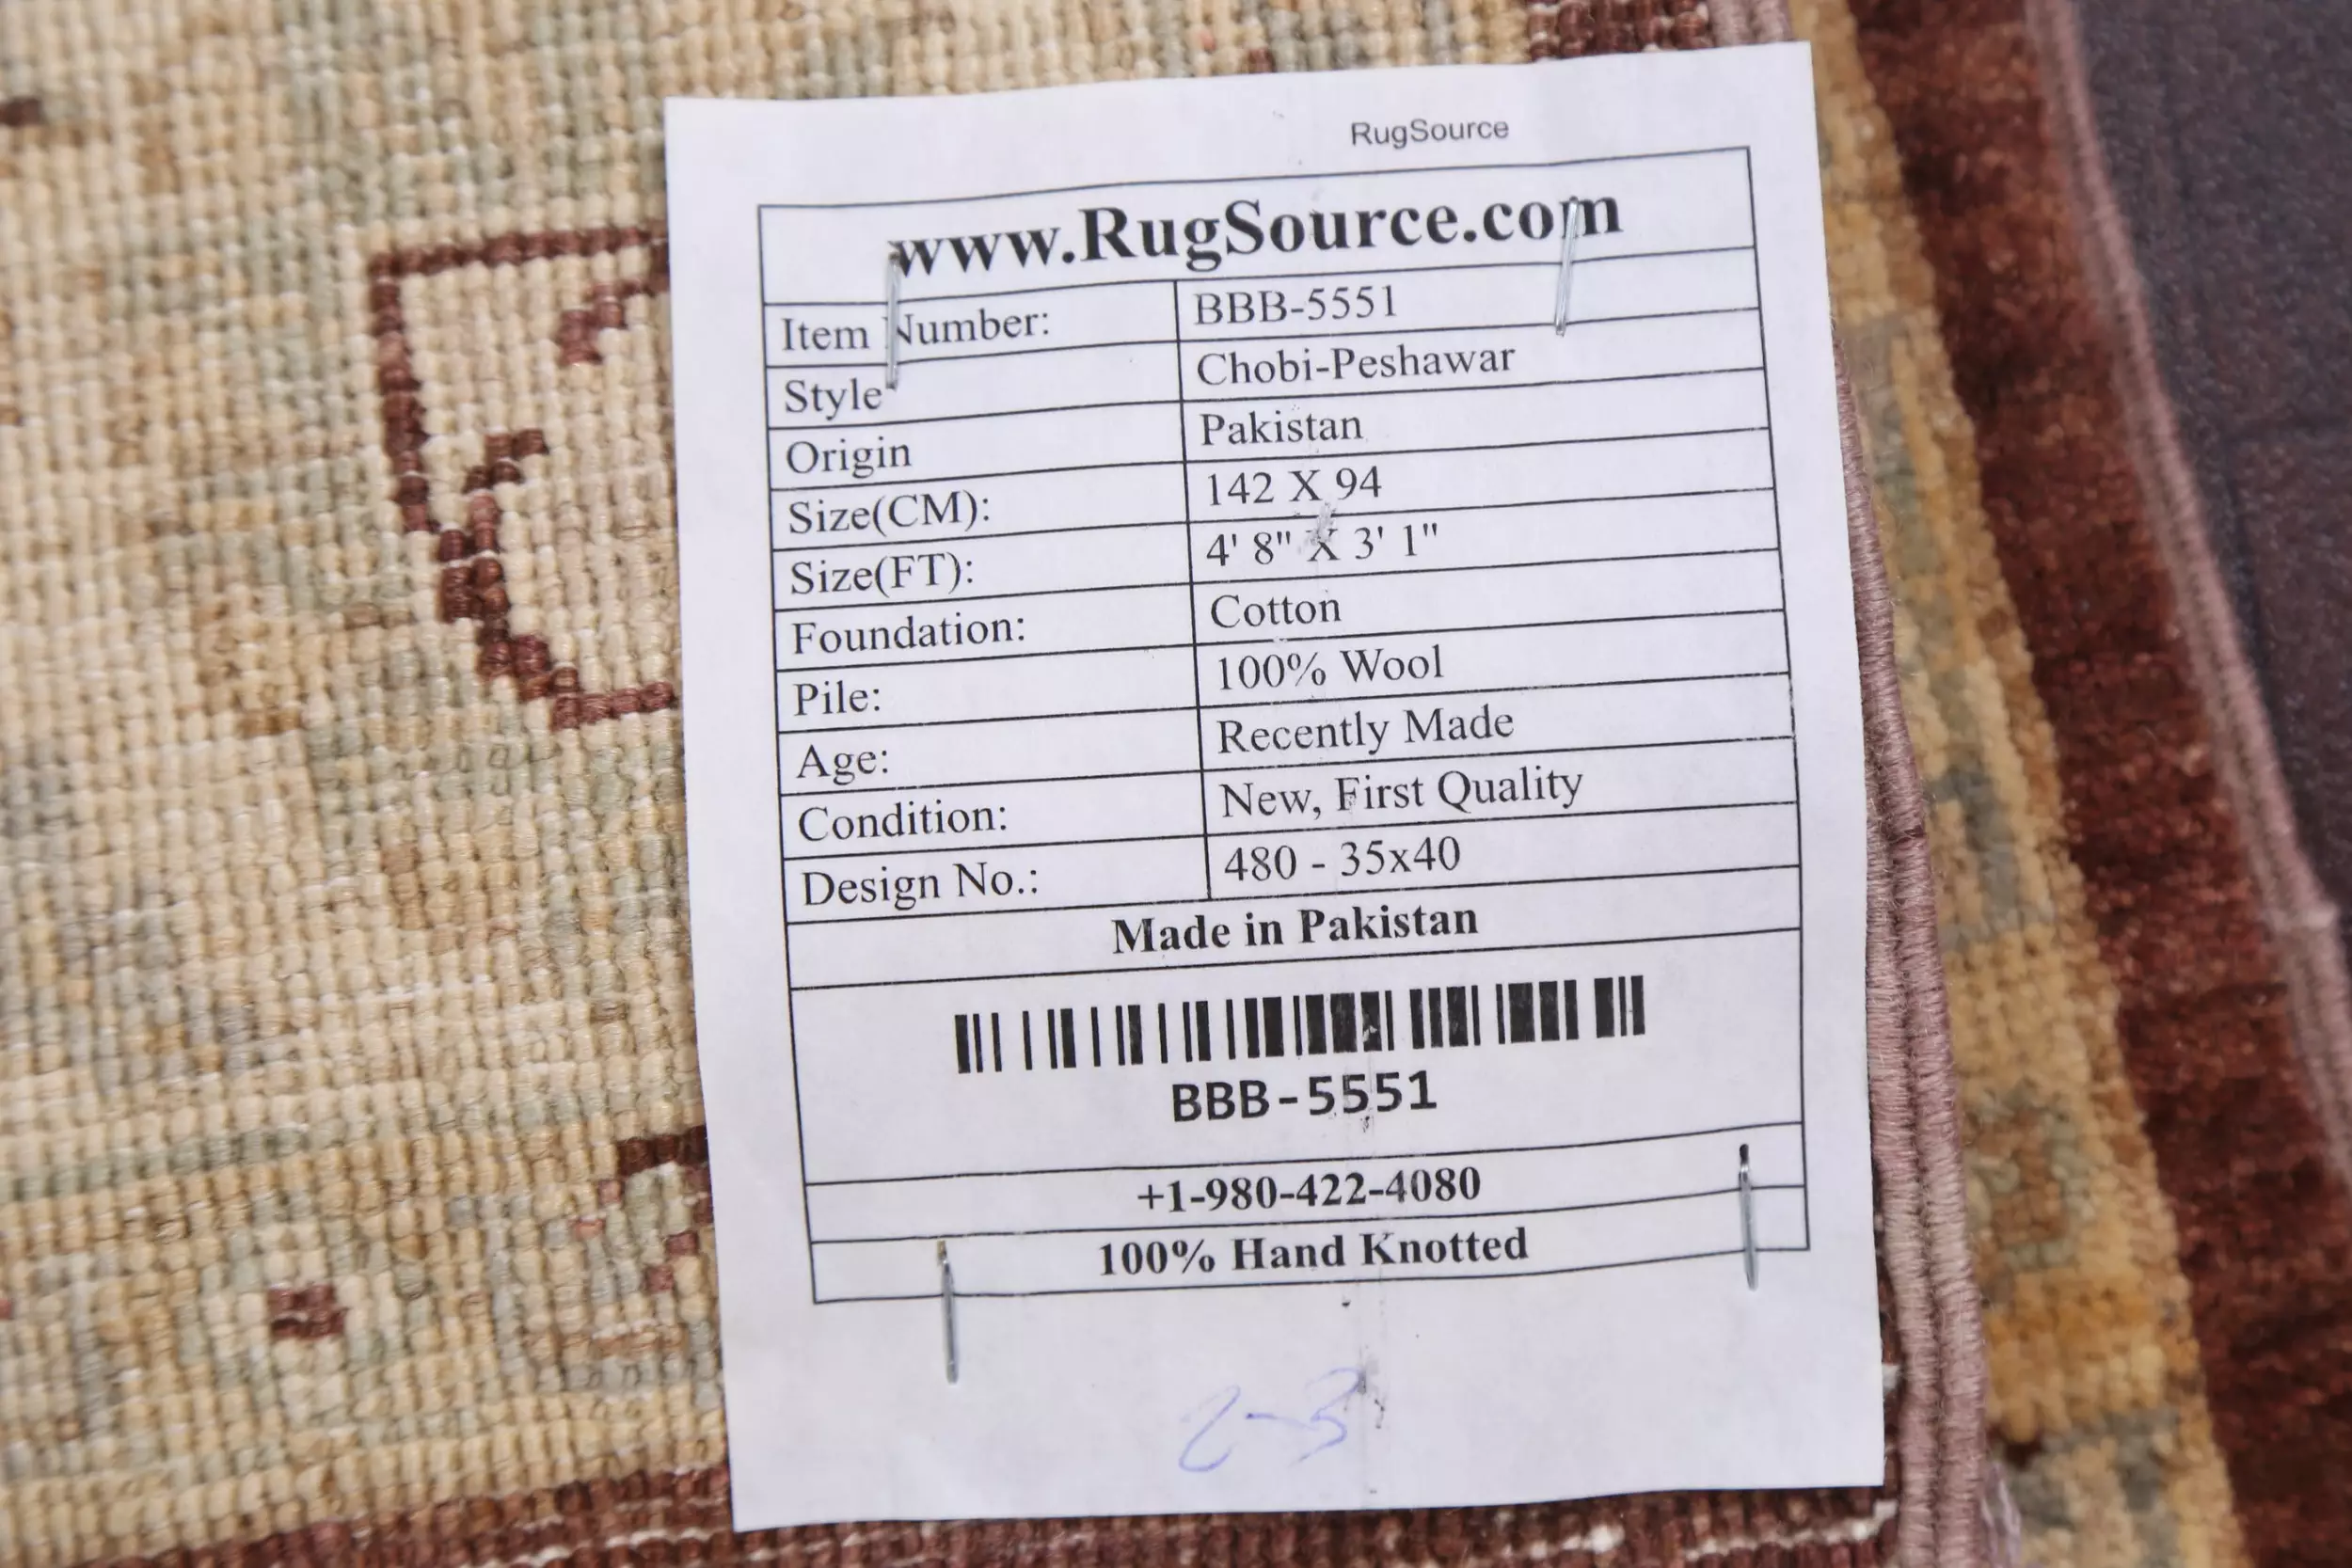 RugSource
www.RugSource.com
Item Number: BBB-5551
Style Chobi-Peshawar
Origin Pakistan
Size(CM): 142 X 94
Size(FT): 4' 8" X 3' 1"
Foundation: Cotton
Pile: 100% Wool
Age: Recently Made
Condition: New, First Quality
Design No.: 480 - 35x40
Made in Pakistan
BBB-5551
+1-980-422-4080
100% Hand Knotted
2-3